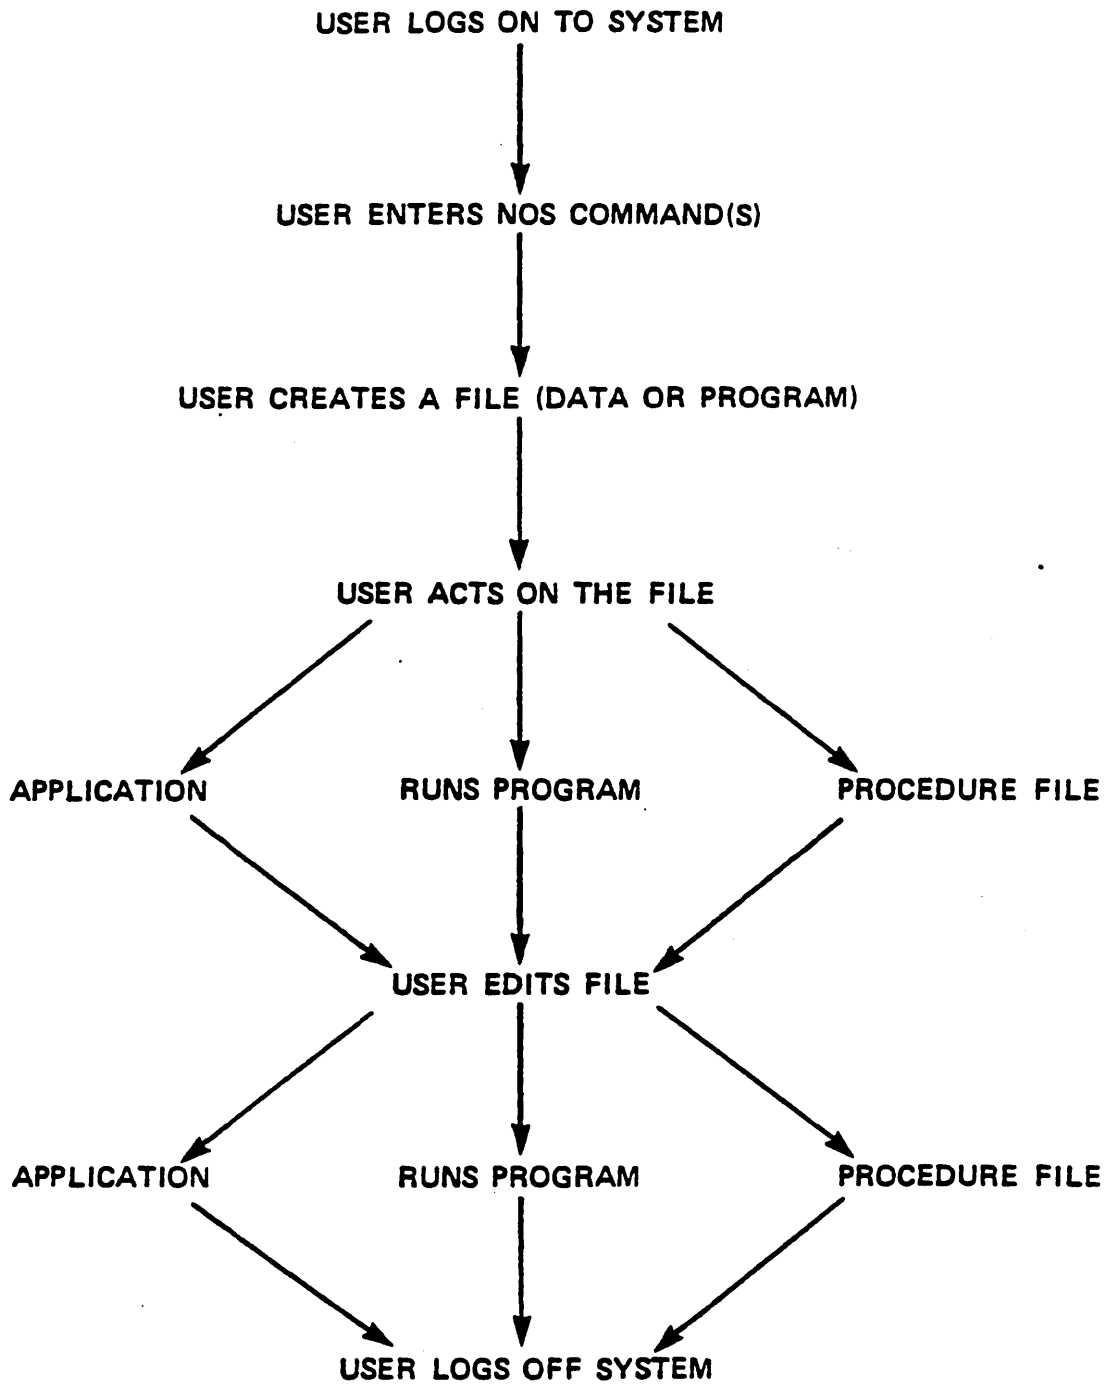 USER LOGS ON TO SYSTEM
USER ENTERS NOS COMMAND(S)
USER CREATES A FILE (DATA OR PROGRAM)
USER ACTS ON THE FILE
APPLICATION
RUNS PROGRAM
PROCEDURE FILE
USER EDITS FILE
APPLICATION
RUNS PROGRAM
PROCEDURE FILE
USER LOGS OFF SYSTEM